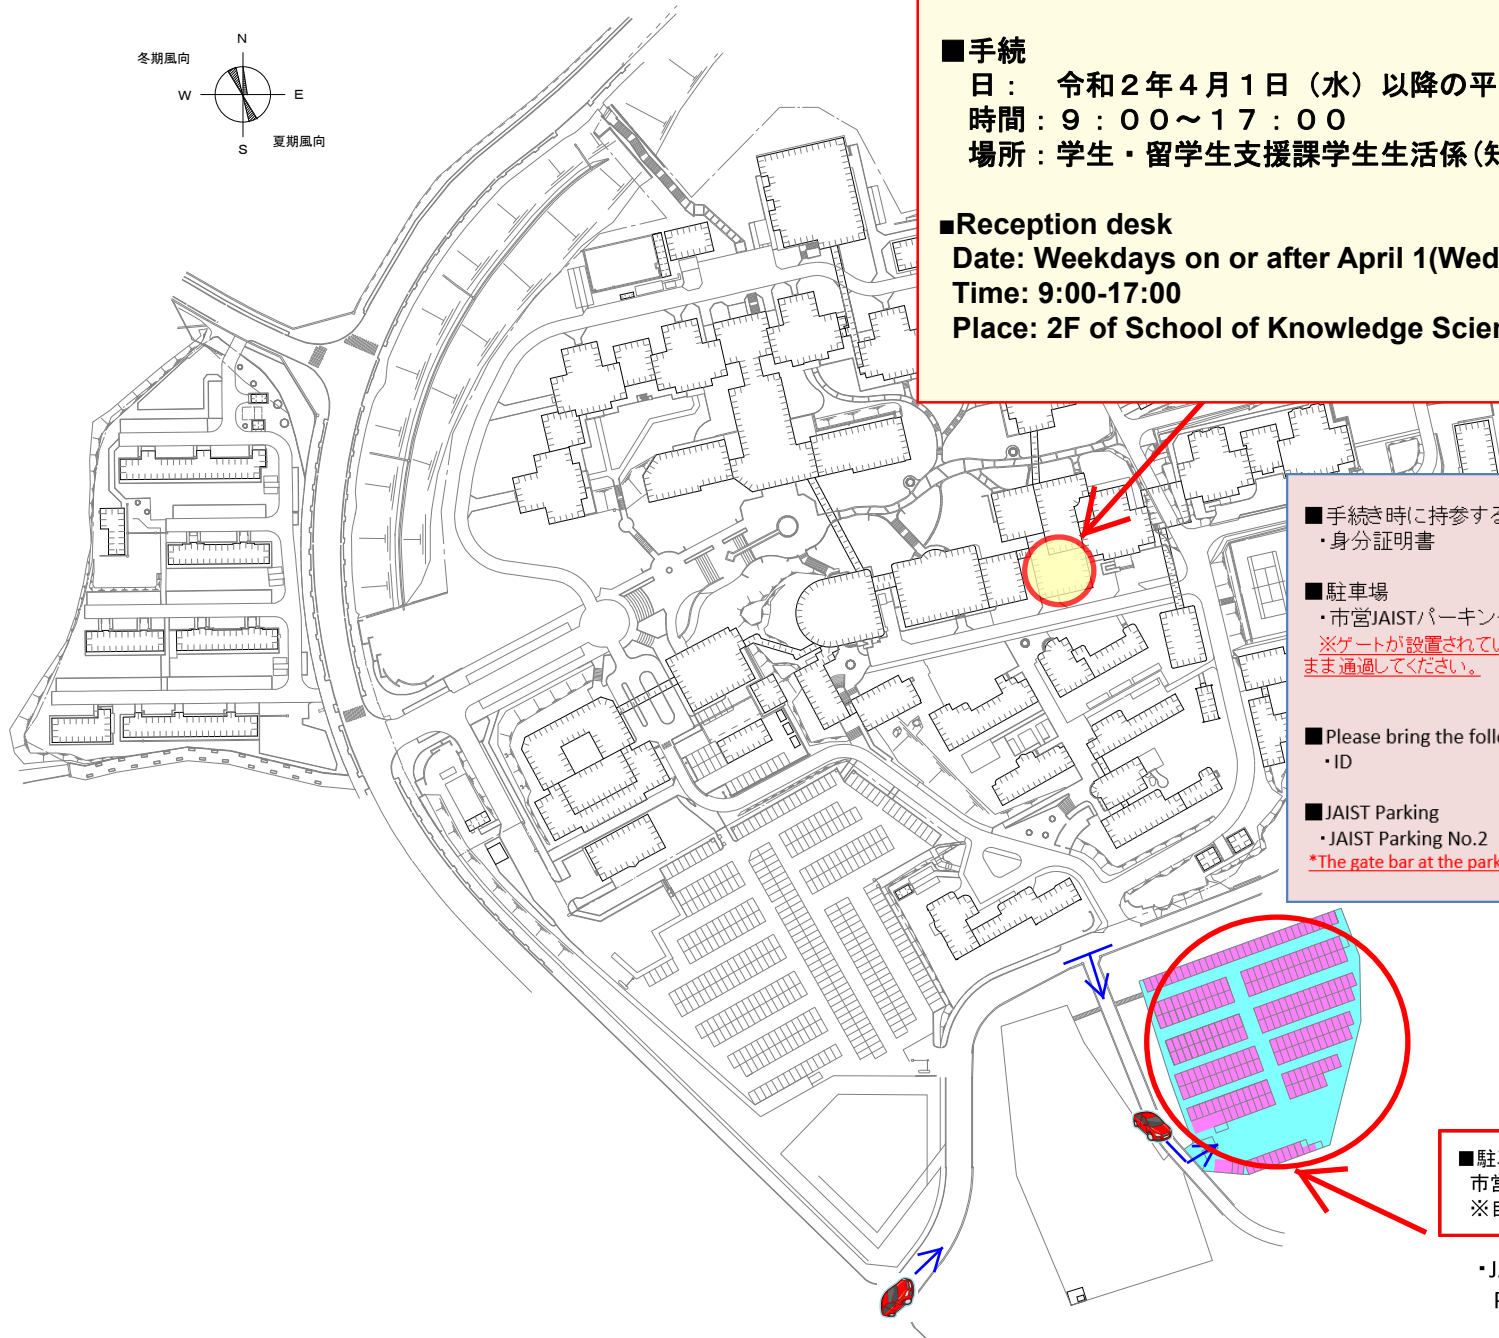 N
冬期風向
W
E
S
夏期風向
■手続
日： 令和２年４月１日（水）以降の平
時間：９：００～１７：００
場所：学生・留学生支援課学生生活係(知
■Reception desk
Date: Weekdays on or after April 1(Wed
Time: 9:00-17:00
Place: 2F of School of Knowledge Scien
■手続き時に持参する
・身分証明書
■駐車場
・市営JAISTパーキング
※ゲートが設置されてい
まま通過してください。
■Please bring the follo
・ID
■JAIST Parking
・JAIST Parking No.2
*The gate bar at the park
■駐
市営
※
・J